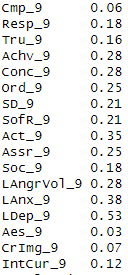 Cmp_9 0.06
Resp_9 0.18
Tru_9 0.16
Achv_9 0.28
Conc_9 0.28
Ord_9 0.25
SD_9 0.21
SofR_9 0.21
Act_9 0.35
Assr_9 0.25
Soc_9 0.18
LAngrVol_9 0.28
LAnx_9 0.38
LDep_9 0.53
Aes_9 0.03
CrImg_9 0.07
IntCur_9 0.12